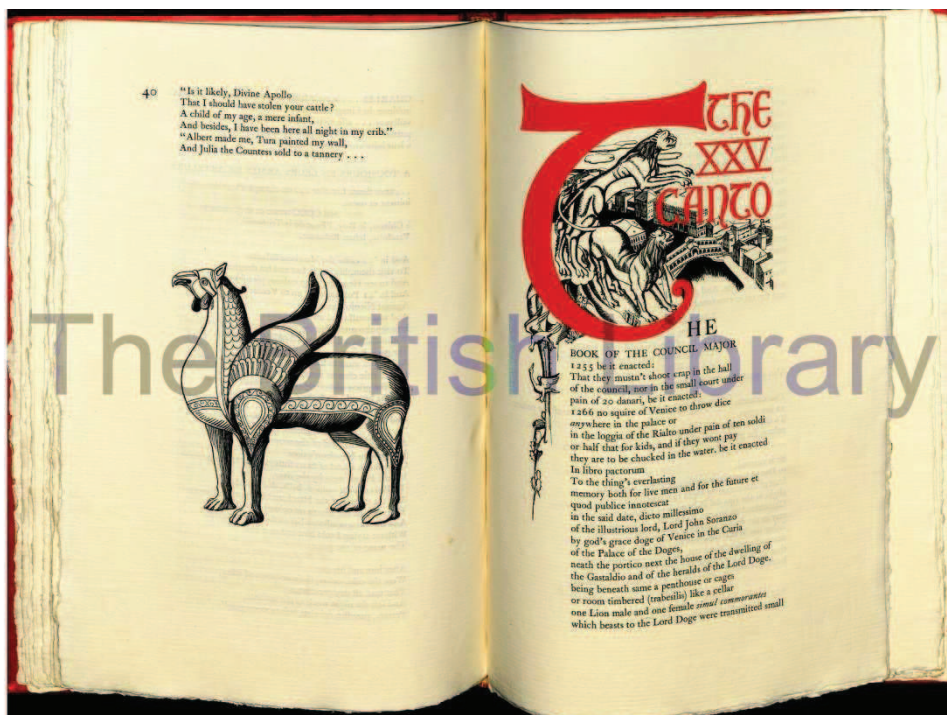 40
"Is it likely, Divine Apollo
That I should have stolen your cattle?
A child of my age, a mere infant,
And besides, I have been here all night in my crib."
"Albert made me, Tura painted my wall,
And Julia the Countess sold to a tannery . . .
THE
XXV
CANTO
T
HE
BOOK OF THE COUNCIL MAJOR
1255 be it enacted:
That they mustn't shoot crap in the hall
of the council, nor in the small court under
pain of 20 danari, be it enacted:
1266 no squire of Venice to throw dice
anywhere in the palace or
in the loggia of the Rialto under pain of ten soldi
or half that for kids, and if they wont pay
they are to be chucked in the water. be it enacted
In libro pactorum
To the thing's everlasting
memory both for live men and for the future et
quod publice innotescat
in the said date, dicto millessimo
of the illustrious lord, Lord John Soranzo
by god's grace doge of Venice in the Curia
of the Palace of the Doges,
neath the portico next the house of the dwelling of
the Gastaldio and of the heralds of the Lord Doge.
being beneath same a penthouse or cages
or room timbered (trabesilis) like a cellar
one Lion male and one female simul commorantes
which beasts to the Lord Doge were transmitted small
The British Library